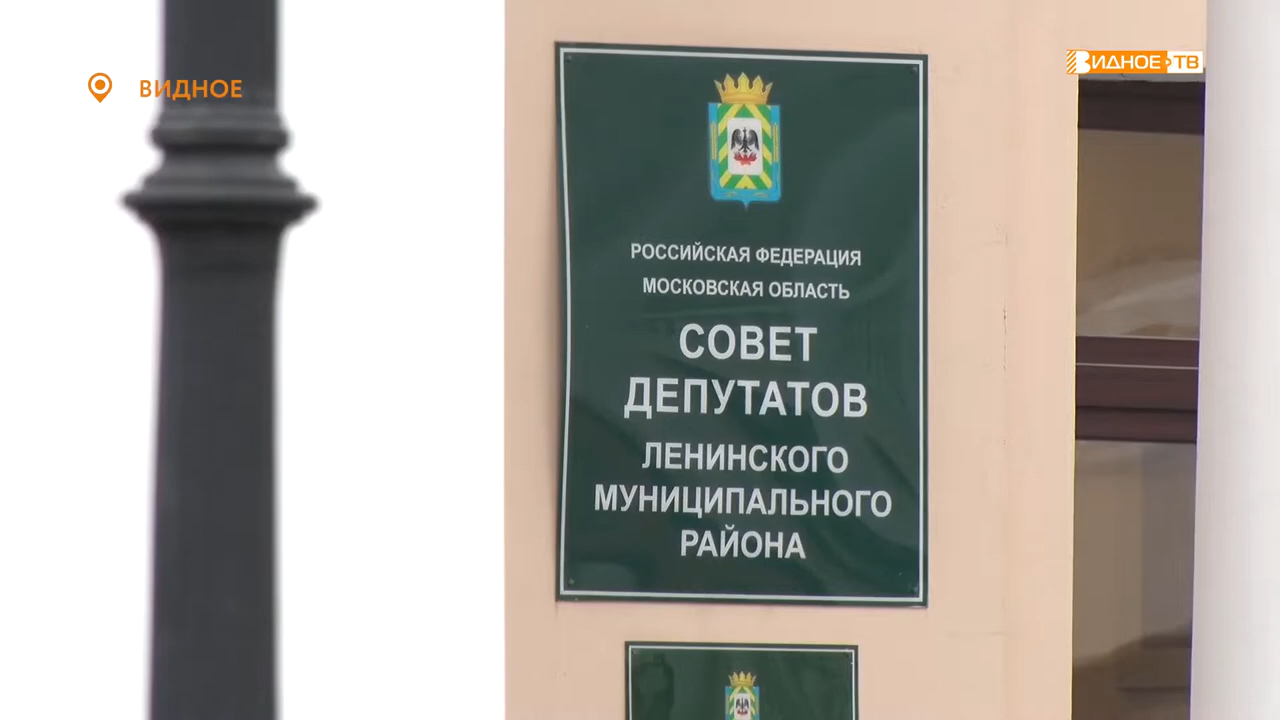 ВИДНОЕ
ВИДНОЕ ТВ
РОССИЙСКАЯ ФЕДЕРАЦИЯ
МОСКОВСКАЯ ОБЛАСТЬ
СОВЕТ
ДЕПУТАТОВ
ЛЕНИНСКОГО
МУНИЦИПАЛЬНОГО
РАЙОНА